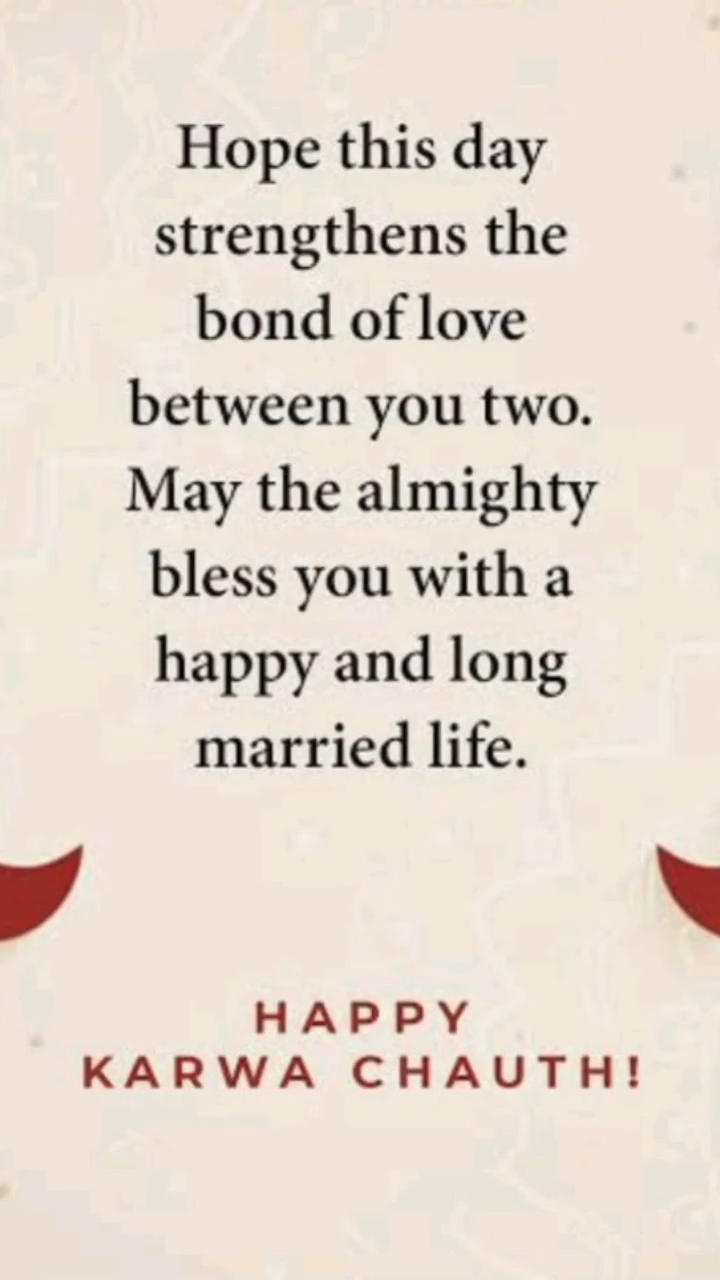 Hope this day
strengthens the
bond of love
between you two.
May the almighty
bless you with a
happy and long
married life.
HAPPY
KARWA CHAUTH!